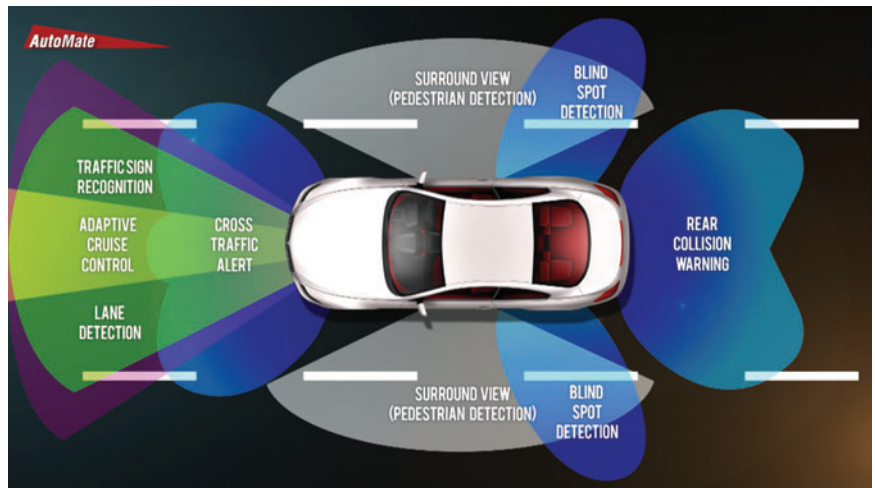 AutoMate
SURROUND VIEW
(PEDESTRIAN DETECTION)
BLIND
SPOT
DETECTION
TRAFFIC SIGN
RECOGNITION
ADAPTIVE
CRUISE
CONTROL
LANE
DETECTION
CROSS
TRAFFIC
ALERT
REAR
COLLISION
WARNING
SURROUND VIEW
(PEDESTRIAN DETECTION)
BLIND
SPOT
DETECTION